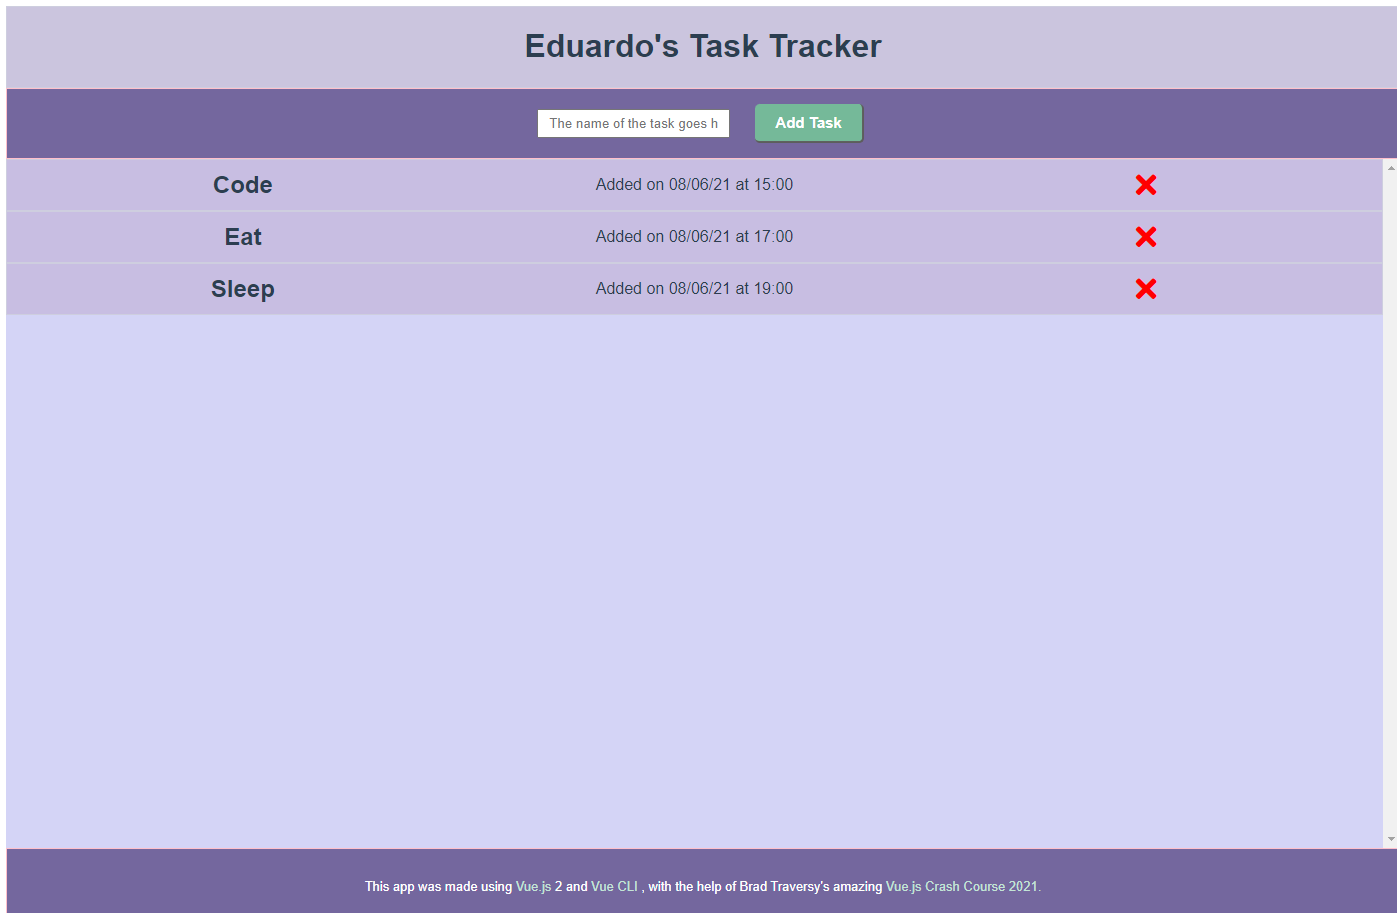 Eduardo's Task Tracker
The name of the task goes h
Add Task
Code
Added on 08/06/21 at 15:00
Eat
Added on 08/06/21 at 17:00
Sleep
Added on 08/06/21 at 19:00
This app was made using Vue.js 2 and Vue CLI , with the help of Brad Traversy's amazing Vue.js Crash Course 2021.